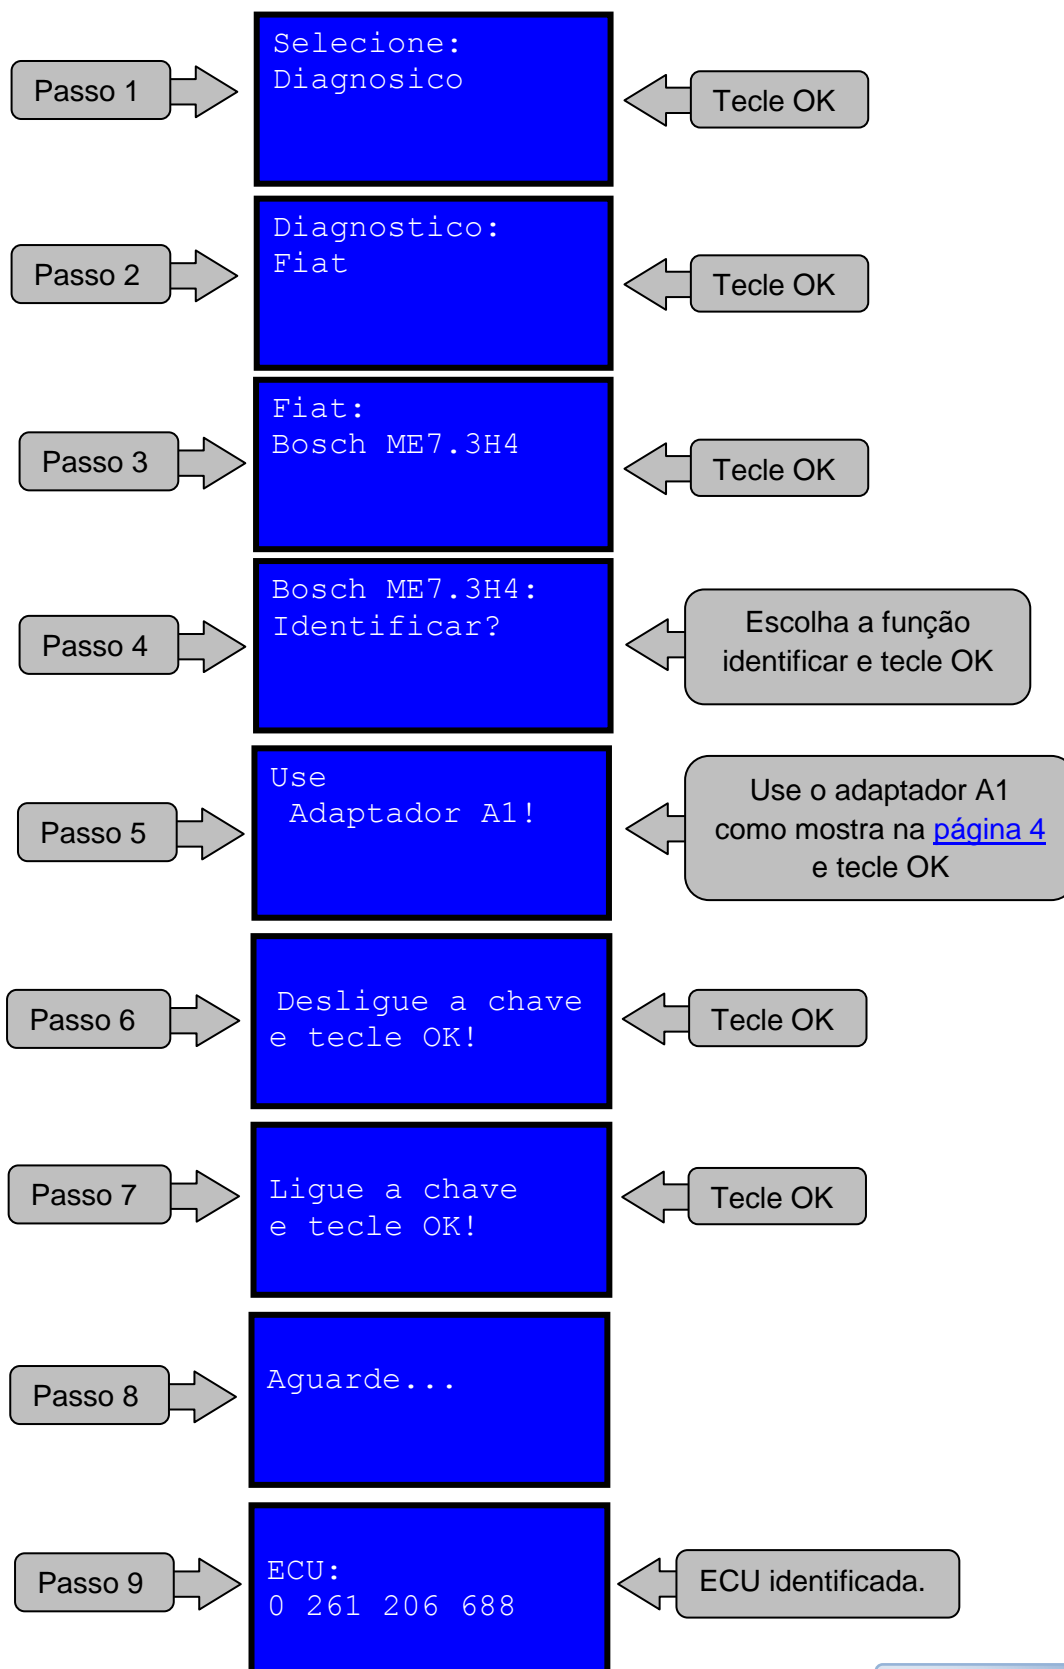 Passo 1
Selecione:
Diagnosico
Tecle OK
Passo 2
Diagnostico:
Fiat
Tecle OK
Passo 3
Fiat:
Bosch ME7.3H4
Tecle OK
Passo 4
Bosch ME7.3H4:
Identificar?
Escolha a função
identificar e tecle OK
Passo 5
Use
Adaptador A1!
Use o adaptador A1
como mostra na página 4
e tecle OK
Passo 6
Desligue a chave
e tecle OK!
Tecle OK
Passo 7
Ligue a chave
e tecle OK!
Tecle OK
Passo 8
Aguarde...
Passo 9
ECU:
0 261 206 688
ECU identificada.